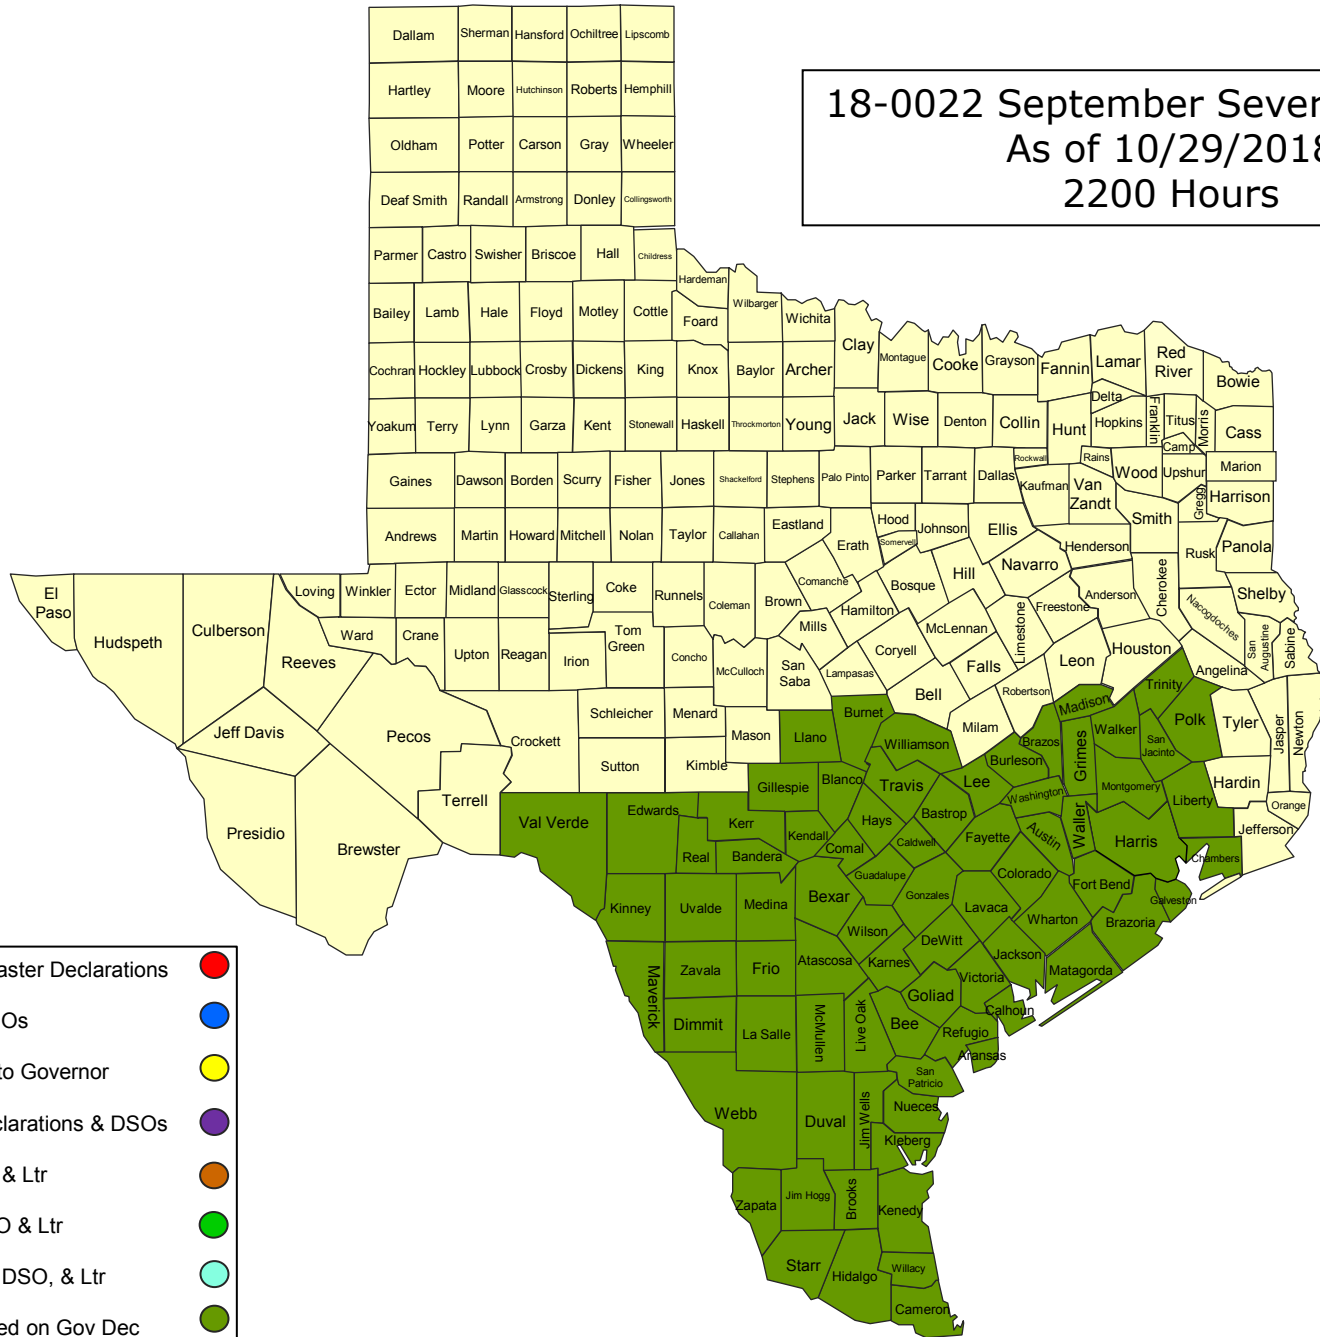 Dallam Sherman Hansford Ochiltree Lipscomb
Hartley Moore Hutchinson Roberts Hemphill
18-0022 September Sever
As of 10/29/2018
2200 Hours
Oldham Potter Carson Gray Wheeler
Deaf Smith Randall Armstrong Donley Collingsworth
Parmer Castro Swisher Briscoe Hall Childress
Hardeman
Bailey Lamb Hale Floyd Motley Cottle Foard Wilbarger Wichita
Clay Montague Cooke Grayson Fannin Lamar Red
River
Bowie
Cochran Hockley Lubbock Crosby Dickens King Knox Baylor Archer
Delta
Yoakum Terry Lynn Garza Kent Stonewall Haskell Throckmorton Young Jack Wise Denton Collin Hunt Hopkins Franklin Titus Morris Cass
Camp
Gaines Dawson Borden Scurry Fisher Jones Shackelford Stephens Palo Pinto Parker Tarrant Dallas Rockwall Kaufman Rains Van
Zandt
Wood Upshur Marion
Gregg Harrison
Andrews Martin Howard Mitchell Nolan Taylor Callahan Eastland Erath Hood Somervell Johnson Ellis Henderson Smith Rusk Panola
El
Paso
Hudspeth Culberson Loving Winkler Ector Midland Glasscock Sterling Coke Runnels Coleman Brown Comanche Bosque Hill Navarro Anderson Cherokee Shelby
Hamilton Freestone Nacogdoches
Reeves Ward Crane Upton Reagan Irion Tom
Green
Concho McCulloch San
Saba
Mills Lampasas Coryell McLennan Limestone Falls Leon Houston Angelina San
Augustine
Sabine
Bell Robertson Milam
Jeff Davis Pecos Crockett Schleicher Menard Mason
Llano Burnet Williamson Brazos Madison Trinity Polk Tyler Jasper Newton
Grimes Walker San
Jacinto
Presidio Brewster Terrell Sutton Kimble
Gillespie Blanco Travis Lee Burleson Washington Montgomery Liberty Hardin Orange
Val Verde Edwards Kerr Kendall Hays Bastrop Fayette Austin Waller Harris Jefferson
Real Bandera Comal Caldwell Chambers
Kinney Uvalde Medina Bexar Guadalupe Gonzales Lavaca Colorado Fort Bend Galveston
Wilson DeWitt Wharton Brazoria
Maverick Zavala Frio Atascosa Karnes Jackson Matagorda
Goliad Victoria
Dimmit La Salle McMullen Live Oak Bee Refugio Calhoun
Aransas
San
Patricio
Webb Duval Jim Wells Nueces
Kleberg
Zapata Jim Hogg Brooks Kenedy
Starr Hidalgo Willacy
Cameron
aster Declarations
Os
to Governor
clarations & DSOs
& Ltr
O & Ltr
DSO, & Ltr
ed on Gov Dec